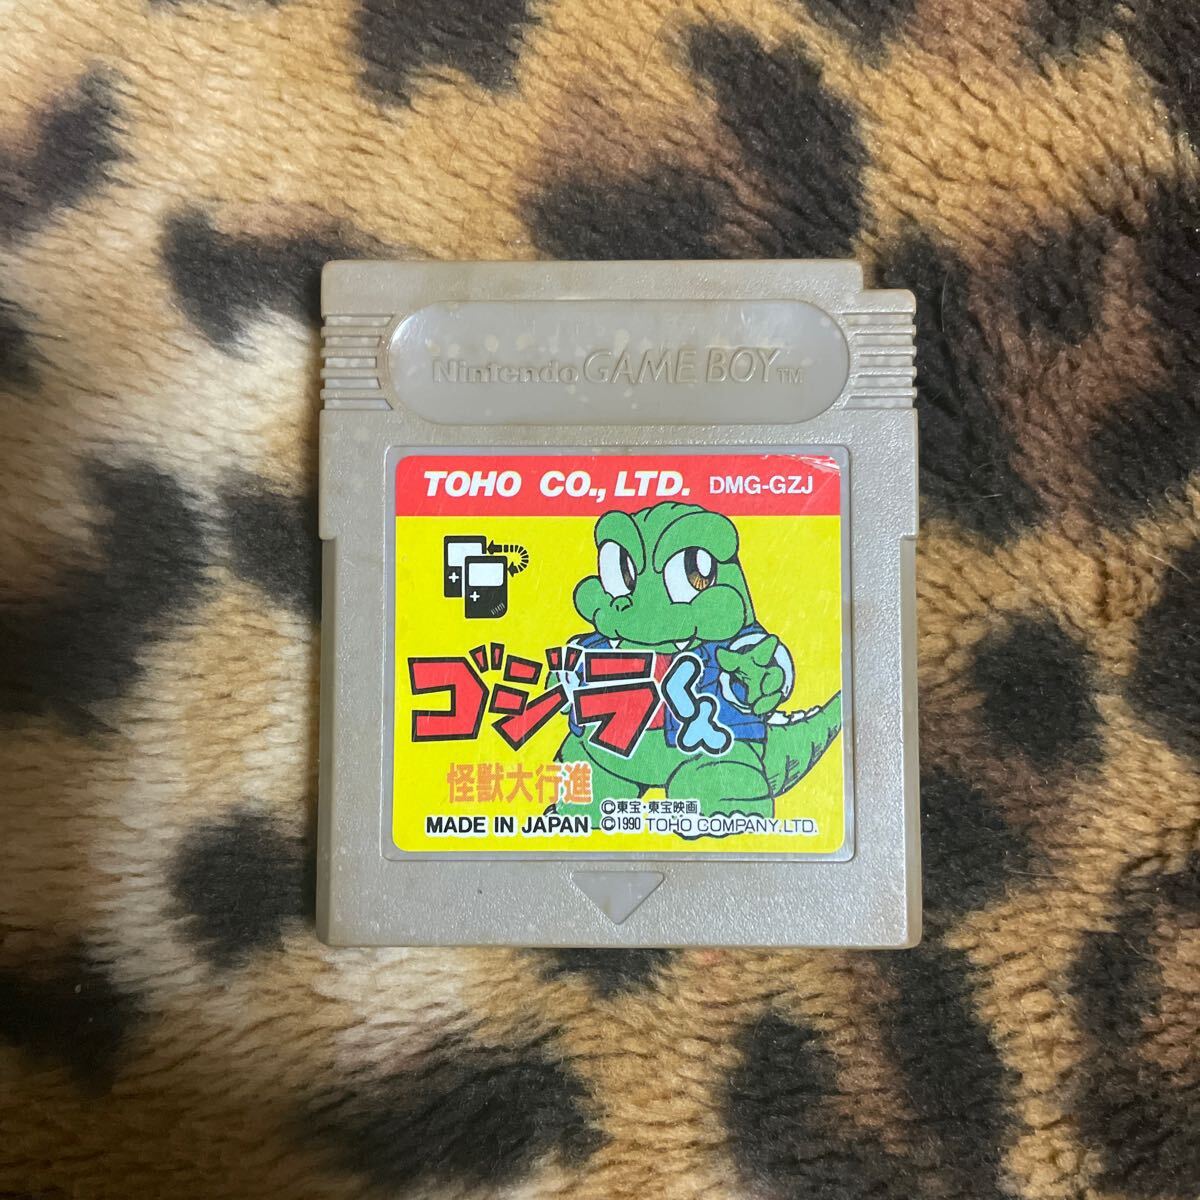 Nintendo GAME BOY TM
TOHO CO., LTD. DMG-GZJ
ゴジラくん
怪獣大行進
©東宝・東宝映画
MADE IN JAPAN ©1990 TOHO COMPANY.LTD.